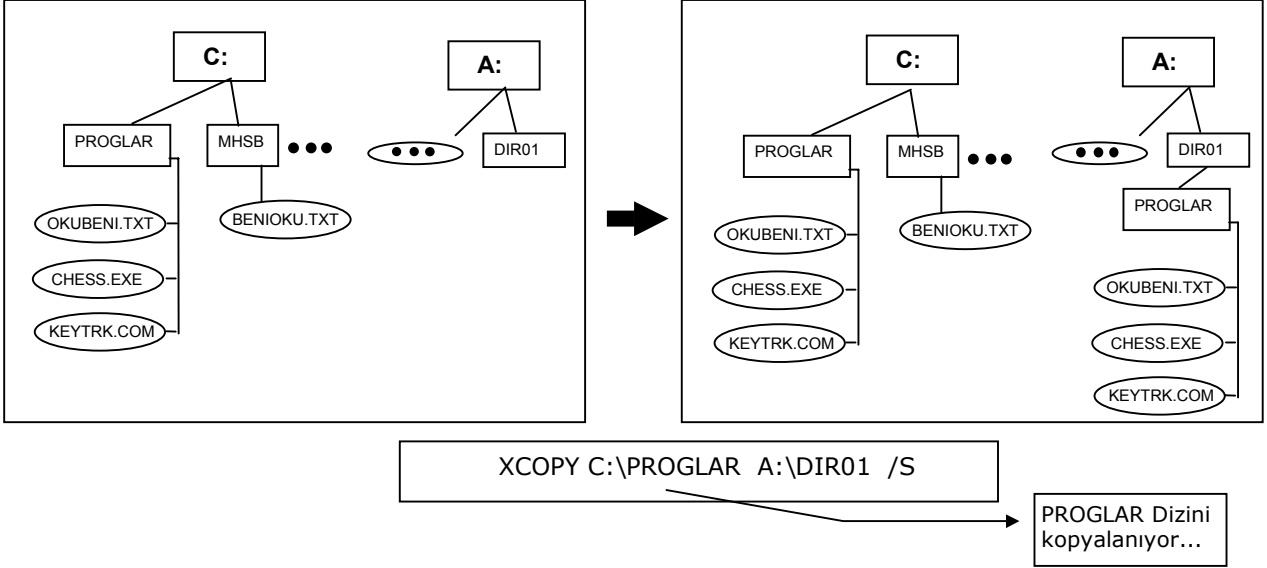 C:
A:
PROGLAR
MHSB
DIR01
OKUBENI.TXT
BENIOKU.TXT
CHESS.EXE
KEYTRK.COM
C:
A:
PROGLAR
MHSB
DIR01
PROGLAR
OKUBENI.TXT
BENIOKU.TXT
CHESS.EXE
KEYTRK.COM
OKUBENI.TXT
CHESS.EXE
KEYTRK.COM
XCOPY C:\PROGLAR A:\DIR01 /S
PROGLAR Dizini
kopyalanıyor...